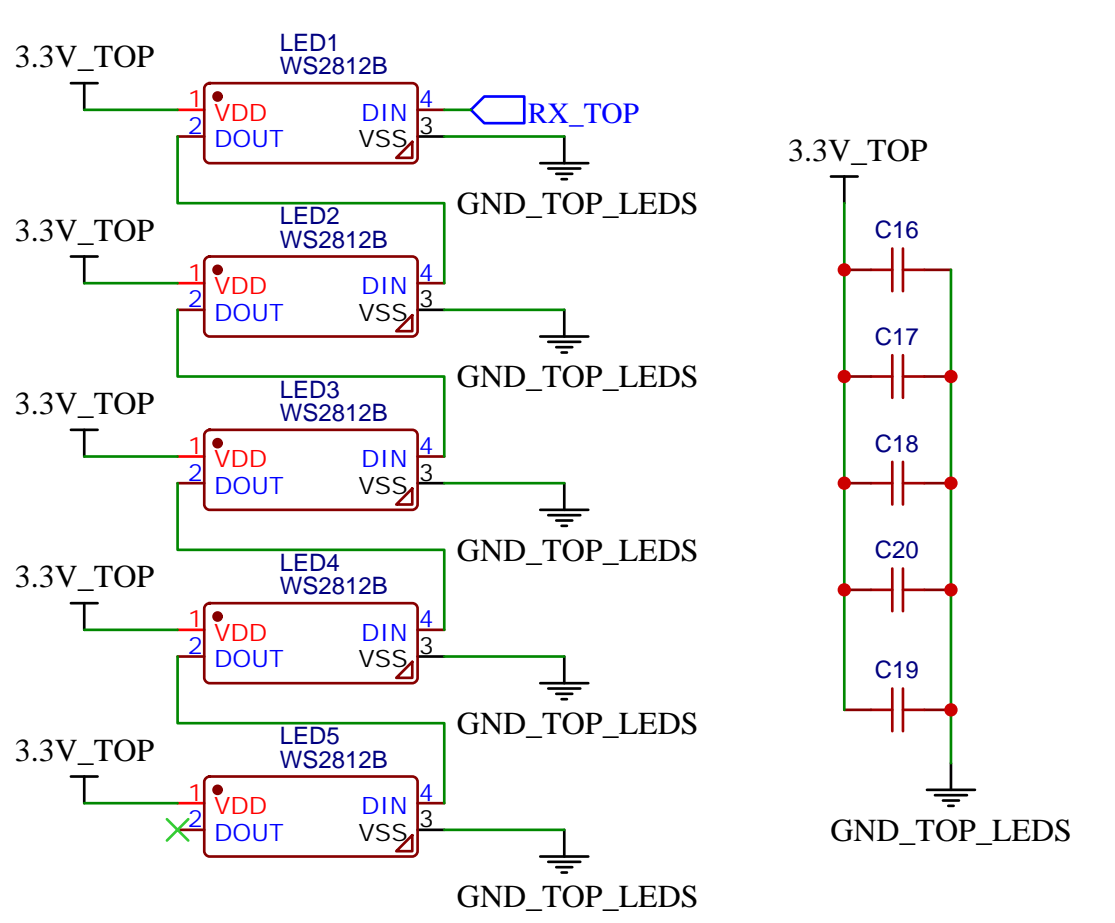 LED1
WS2812B
3.3V_TOP
1
VDD
DIN
4
RX_TOP
2
DOUT
VSS
3
GND_TOP_LEDS
LED2
WS2812B
3.3V_TOP
1
VDD
DIN
4
2
DOUT
VSS
3
GND_TOP_LEDS
LED3
WS2812B
3.3V_TOP
1
VDD
DIN
4
2
DOUT
VSS
3
GND_TOP_LEDS
LED4
WS2812B
3.3V_TOP
1
VDD
DIN
4
2
DOUT
VSS
3
GND_TOP_LEDS
LED5
WS2812B
3.3V_TOP
1
VDD
DIN
4
2
DOUT
VSS
3
GND_TOP_LEDS
3.3V_TOP
C16
C17
C18
C20
C19
GND_TOP_LEDS